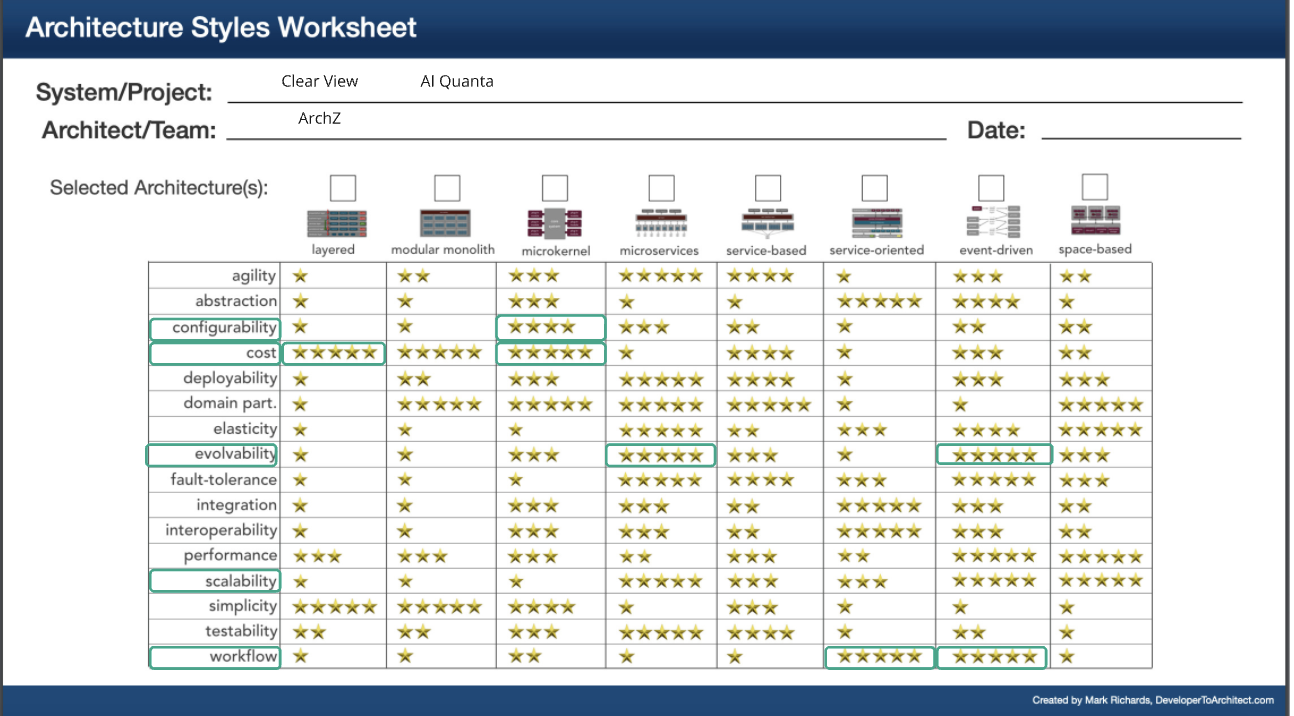 Architecture Styles Worksheet
Clear View AI Quanta
System/Project:
ArchZ
Architect/Team: Date:
Selected Architecture(s):
layered modular monolith microkernel microservices service-based service-oriented event-driven space-based
agility
abstraction
configurability
cost
deployability
domain part.
elasticity
evolvability
fault-tolerance
integration
interoperability
performance
scalability
simplicity
testability
workflow
Created by Mark Richards, DeveloperToArchitect.com